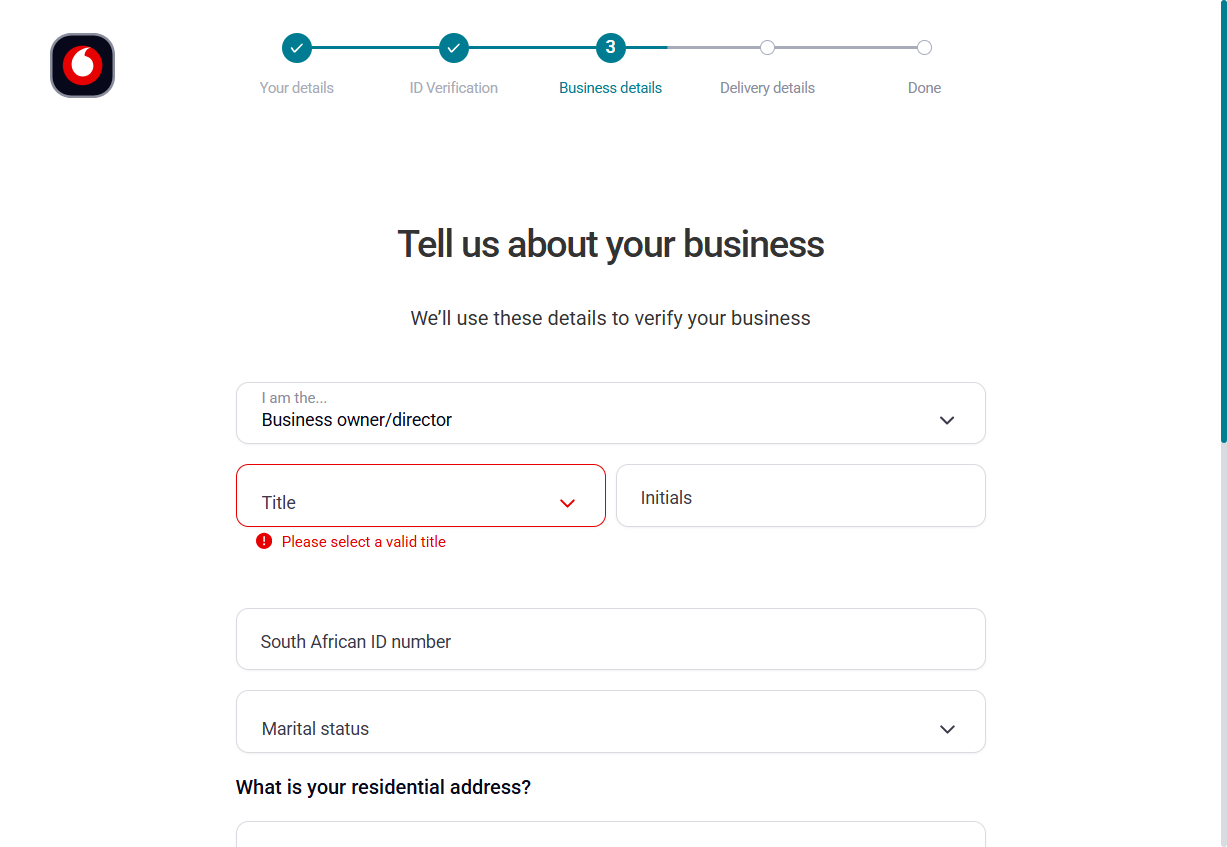 3
Your details
ID Verification
Business details
Delivery details
Done
Tell us about your business
We’ll use these details to verify your business
I am the...
Business owner/director
Title
Initials
Please select a valid title
South African ID number
Marital status
What is your residential address?